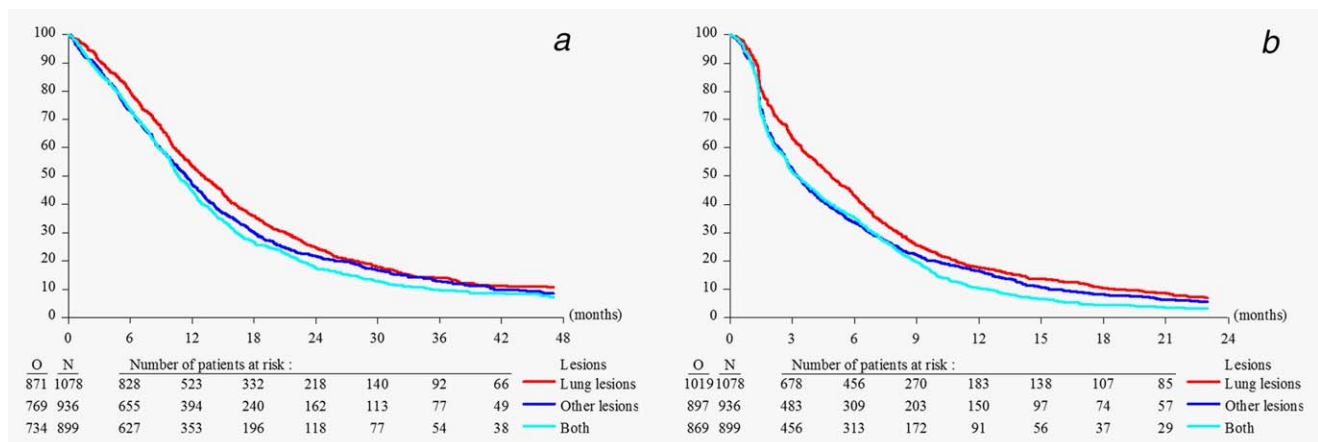 a
100
90
80
70
60
50
40
30
20
10
0
(months)
0 6 12 18 24 30 36 42 48
O N Number of patients at risk : Lesions
871 1078 828 523 332 218 140 92 66 Lung lesions
769 936 655 394 240 162 113 77 49 Other lesions
734 899 627 353 196 118 77 54 38 Both
b
100
90
80
70
60
50
40
30
20
10
0
(months)
0 3 6 9 12 15 18 21 24
O N Number of patients at risk : Lesions
1019 1078 678 456 270 183 138 107 85 Lung lesions
897 936 483 309 203 150 97 74 57 Other lesions
869 899 456 313 172 91 56 37 29 Both